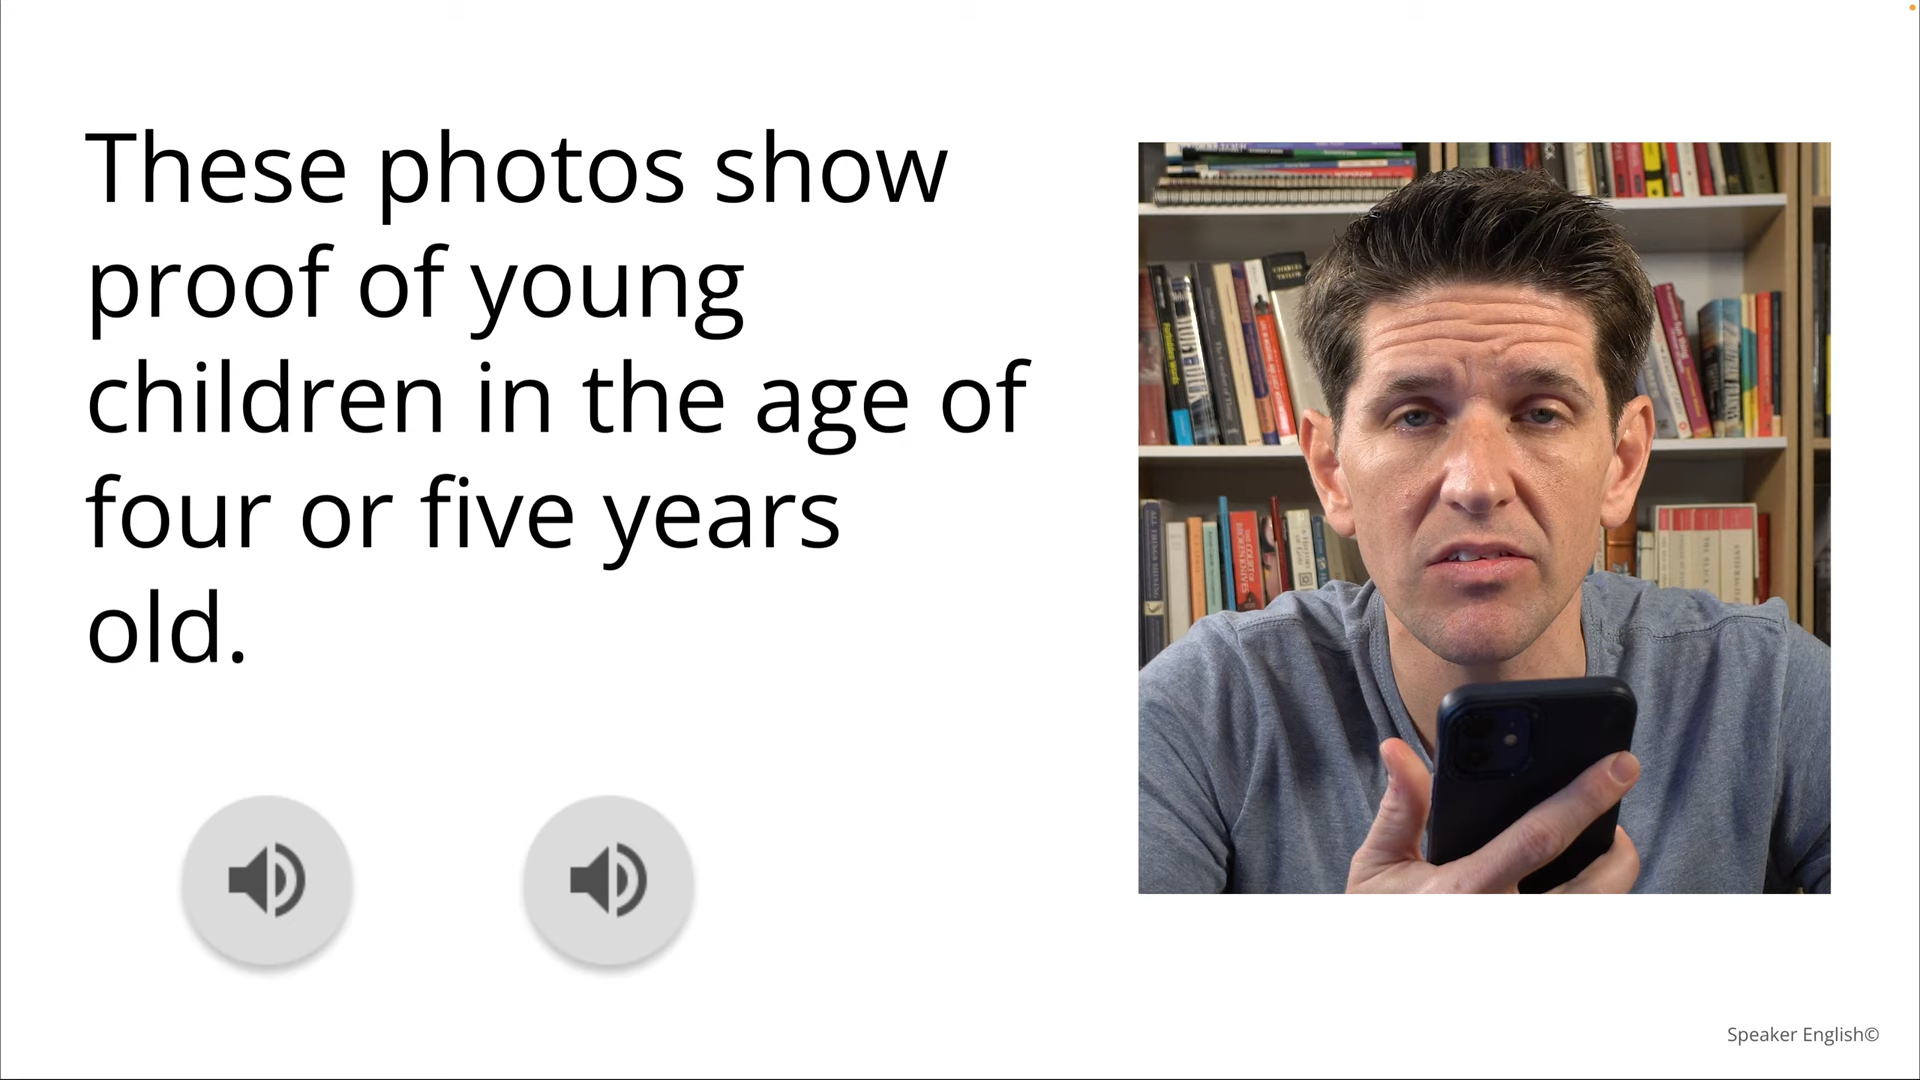 These photos show
proof of young
children in the age of
four or five years
old.
Speaker English©